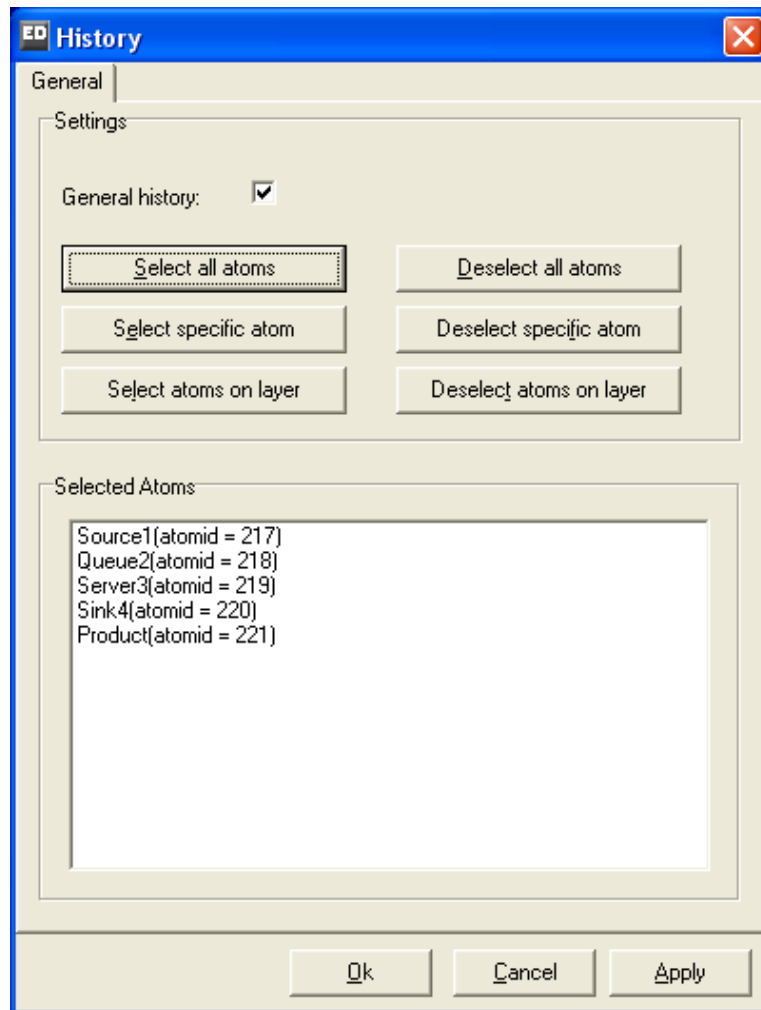 ED History
General
Settings
General history:
Select all atoms Deselect all atoms
Select specific atom Deselect specific atom
Select atoms on layer Deselect atoms on layer
Selected Atoms
Source1(atomid = 217)
Queue2(atomid = 218)
Server3(atomid = 219)
Sink4(atomid = 220)
Product(atomid = 221)
Ok Cancel Apply